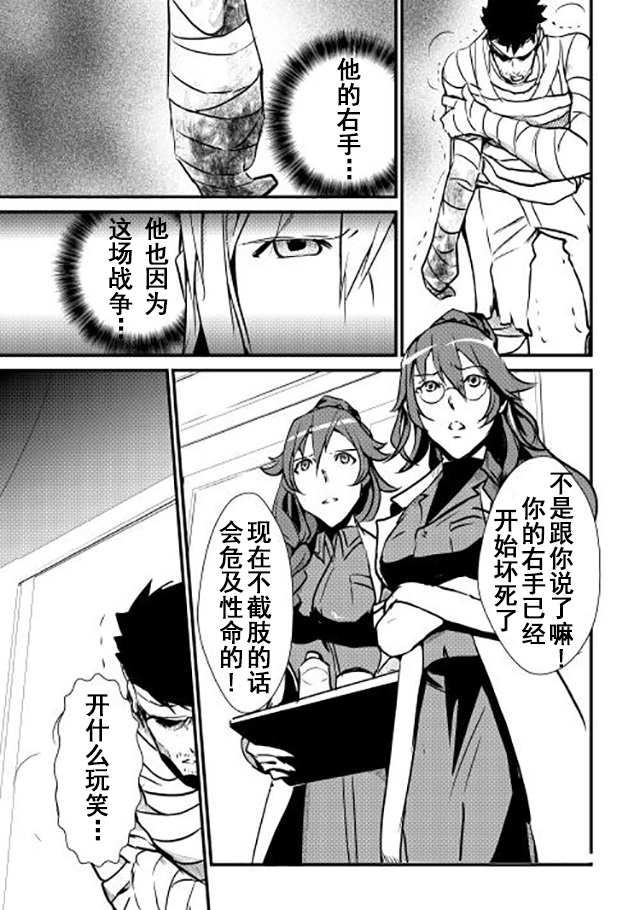 他的右手…
他也因为
这场战争…
不是跟你说了嘛！
你的右手已经
开始坏死了
现在不截肢的话
会危及性命的！
开什么玩笑…